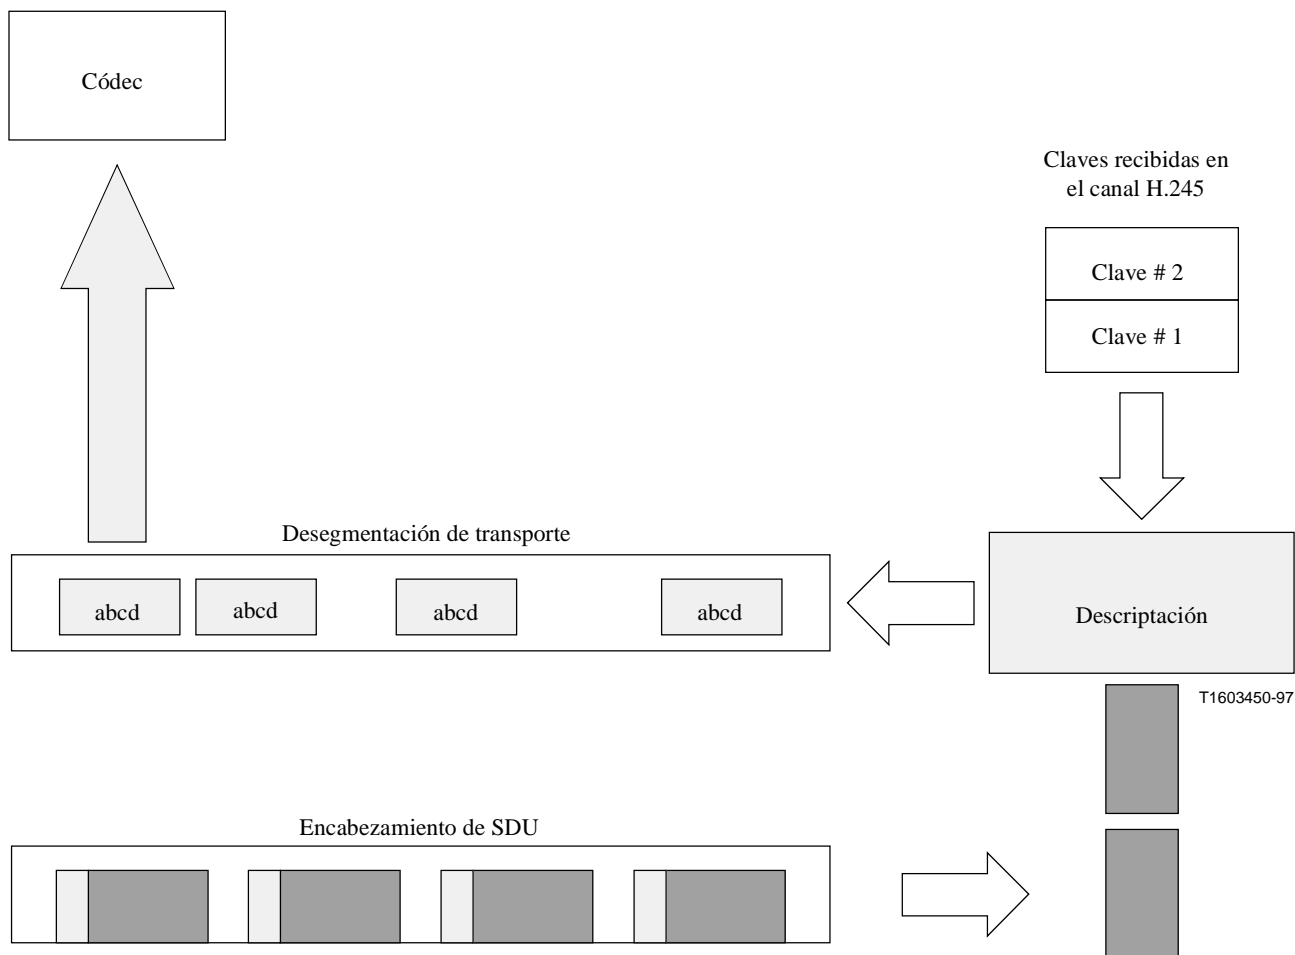 Códec
Claves recibidas en
el canal H.245
Clave # 2
Clave # 1
Desegmentación de transporte
abcd
abcd
abcd
abcd
Descriptación
T1603450-97
Encabezamiento de SDU